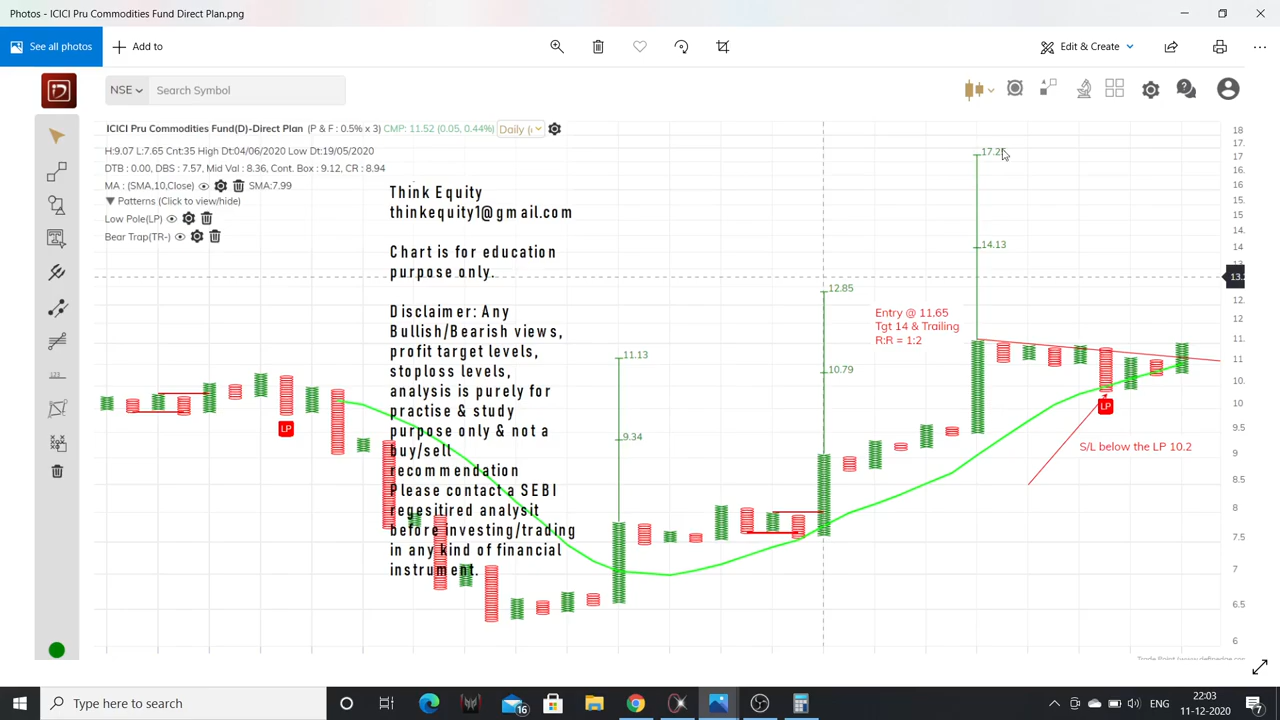 Photos - ICICI Pru Commodities Fund Direct Plan.png
See all photos
Add to
Edit & Create
NSE
Search Symbol
ICICI Pru Commodities Fund(D)-Direct Plan (P & F : 0.5% x 3) CMP: 11.52 (0.05, 0.44%) Daily (
H:9.07 L:7.65 Cnt:35 High Dt:04/06/2020 Low Dt:19/05/2020
DTB : 0.00, DBS : 7.57, Mid Val : 8.36, Cont. Box : 9.12, CR : 8.94
MA : (SMA,10,Close) SMA:7.99
Patterns (Click to view/hide)
Low Pole(LP)
Bear Trap(TR-)
Think Equity
thinkequity1@gmail.com
Chart is for education
purpose only.
Disclaimer: Any
Bullish/Bearish views,
profit target levels,
stoploss levels,
analysis is purely for
practise & study
purpose only & not a
buy/sell
recommendation
Please contact a SEBI
regesitired analysit
before investing/trading
in any kind of financial
instrument.
LP
11.13
9.34
12.85
10.79
14.13
Entry @ 11.65
Tgt 14 & Trailing
R:R = 1:2
LP
S/L below the LP 10.2
18
17.
17
16.
16
15.
15
14.
14
13.
12.
12
11.
11
10.
10
9.5
9
8.5
8
7.5
7
6.5
6
Type here to search
16
ENG
22:03
11-12-2020
7